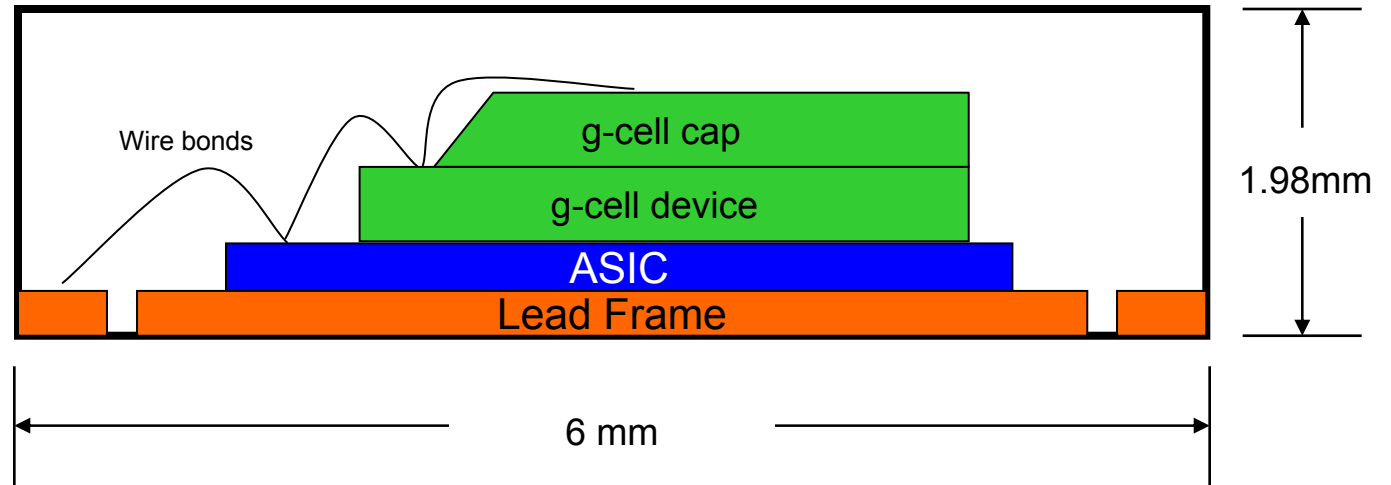 Wire bonds
g-cell cap
g-cell device
ASIC
Lead Frame
1.98mm
6 mm